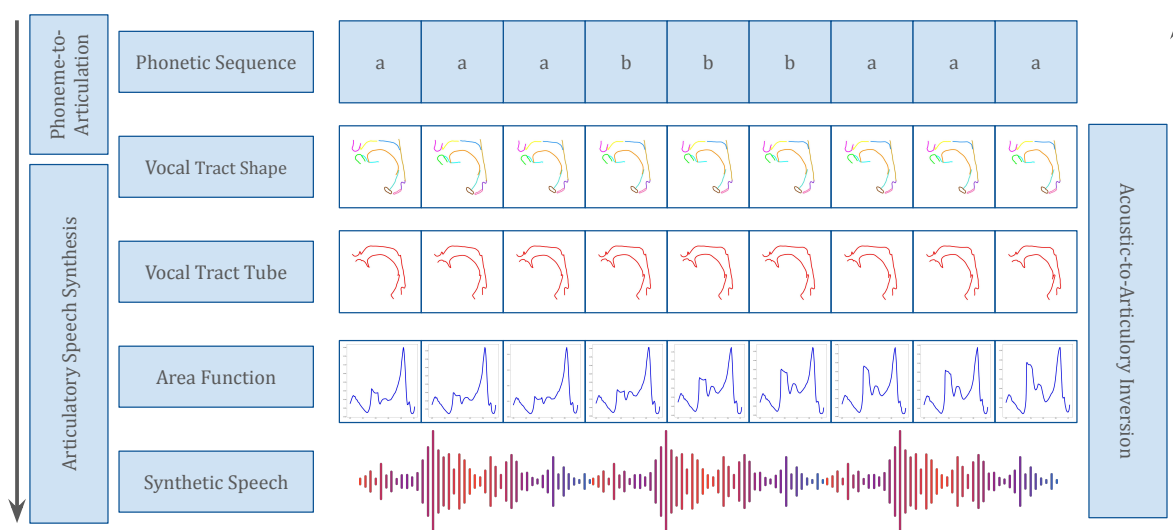 Phoneme-to-
Articulation
Phonetic Sequence
a a a b b b a a a
Articulatory Speech Synthesis
Vocal Tract Shape
Vocal Tract Tube
Area Function
Synthetic Speech
Acoustic-to-Articulory Inversion